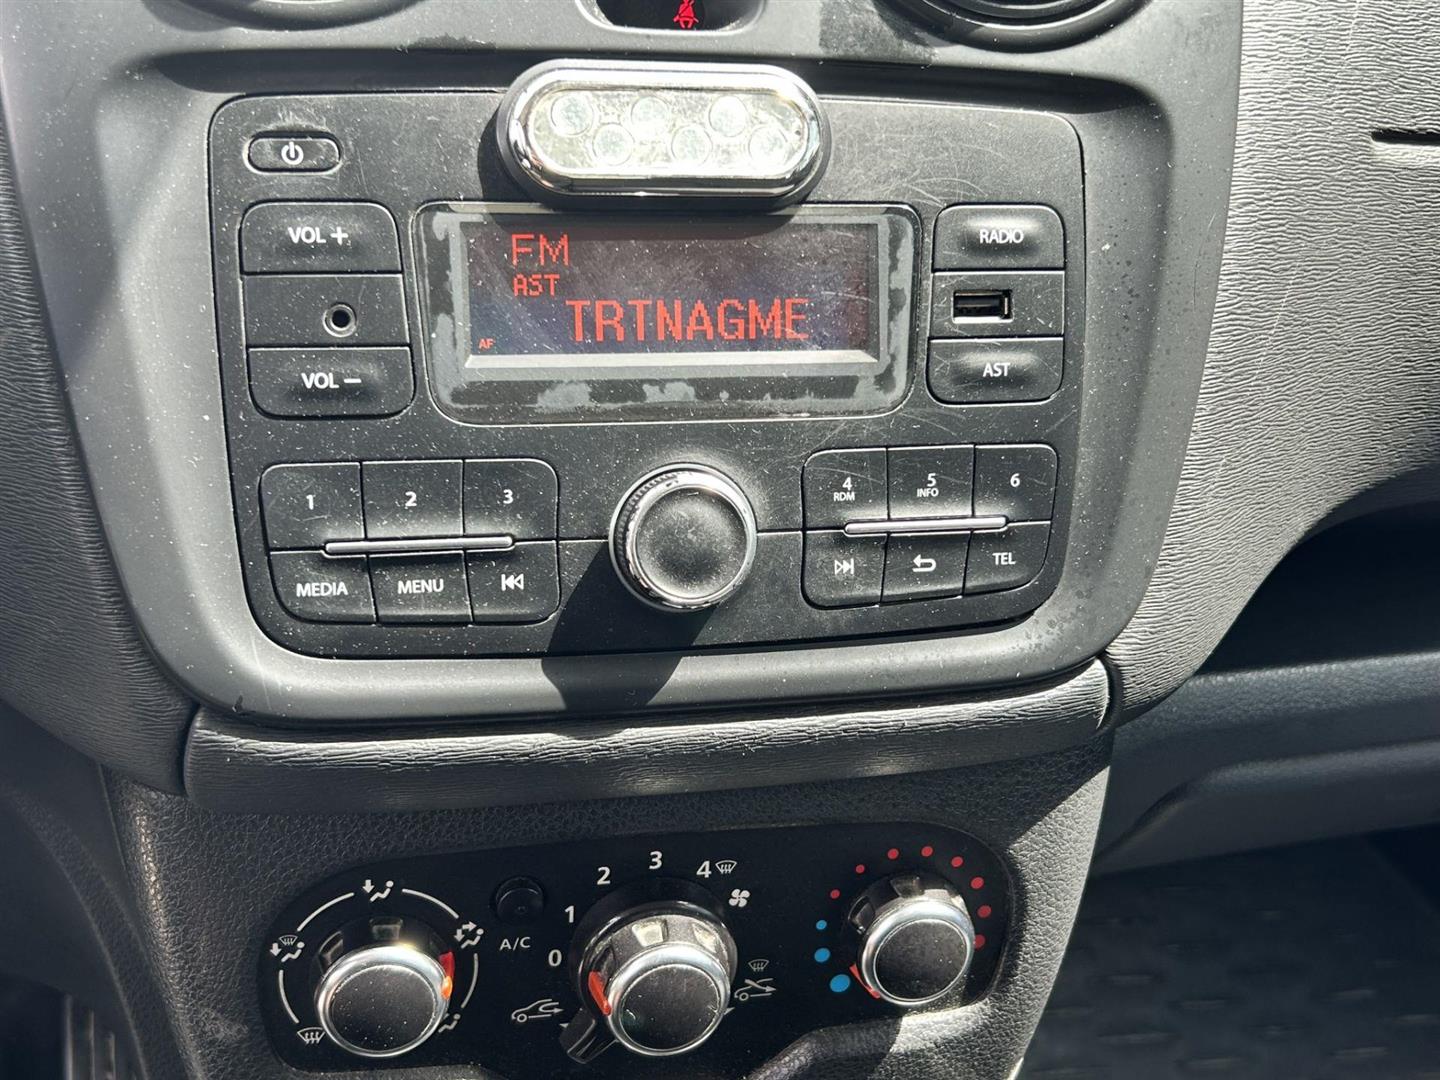 VOL +
FM
AST
TRTNAGME
AF
RADIO
VOL −
AST
1 2 3
4 RDM
5 INFO
6
MEDIA MENU
TEL
0 1 2 3 4
A/C